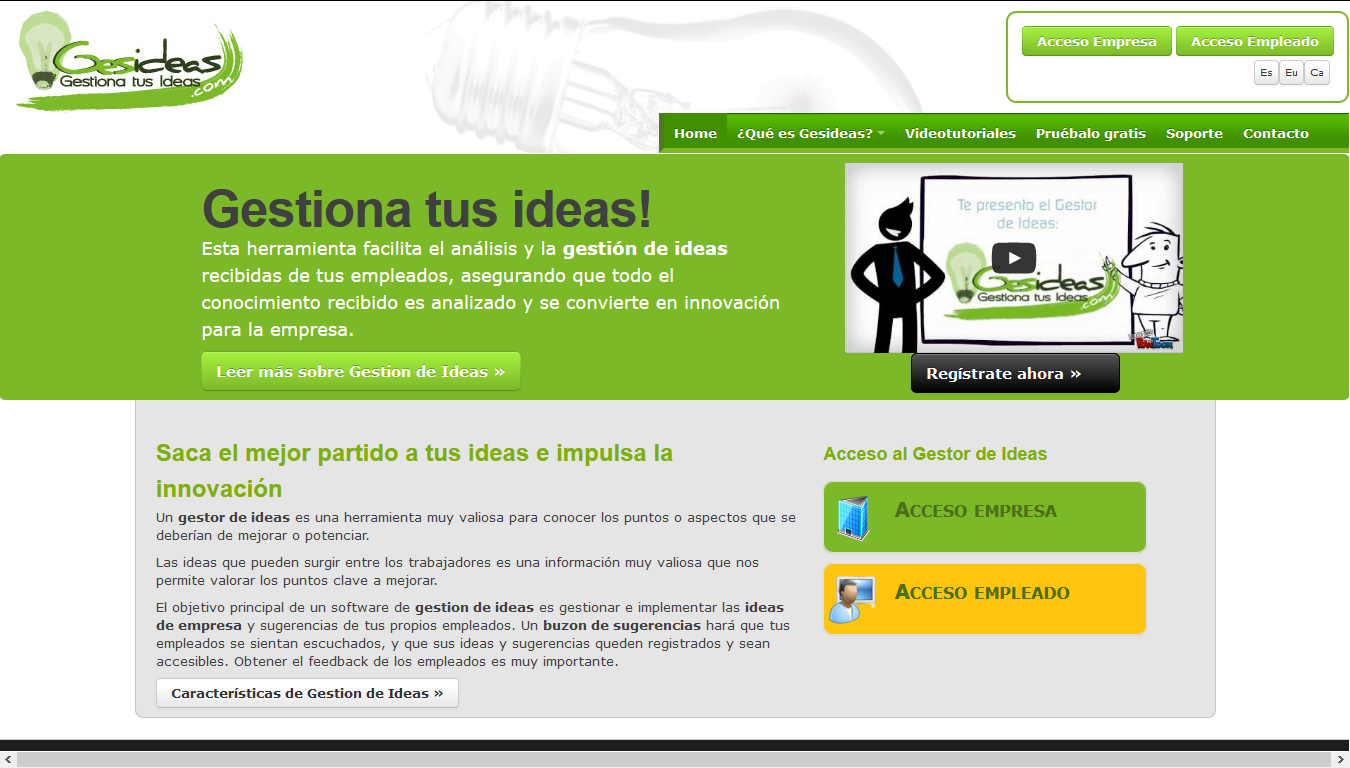 Gesideas
Gestiona tus Ideas
.com
Acceso Empresa
Acceso Empleado
Es
Eu
Ca
Home
¿Qué es Gesideas?
Videotutoriales
Pruébalo gratis
Soporte
Contacto
Gestiona tus ideas!
Esta herramienta facilita el análisis y la gestión de ideas
recibidas de tus empleados, asegurando que todo el
conocimiento recibido es analizado y se convierte en innovación
para la empresa.
Leer más sobre Gestion de Ideas »
Te presento el Gestor
de Ideas:
Gesideas
Gestiona tus Ideas
.com
Regístrate ahora »
Saca el mejor partido a tus ideas e impulsa la
innovación
Un gestor de ideas es una herramienta muy valiosa para conocer los puntos o aspectos que se
deberían de mejorar o potenciar.
Las ideas que pueden surgir entre los trabajadores es una información muy valiosa que nos
permite valorar los puntos clave a mejorar.
El objetivo principal de un software de gestion de ideas es gestionar e implementar las ideas
de empresa y sugerencias de tus propios empleados. Un buzon de sugerencias hará que tus
empleados se sientan escuchados, y que sus ideas y sugerencias queden registrados y sean
accesibles. Obtener el feedback de los empleados es muy importante.
Características de Gestion de Ideas »
Acceso al Gestor de Ideas
Acceso empresa
Acceso empleado